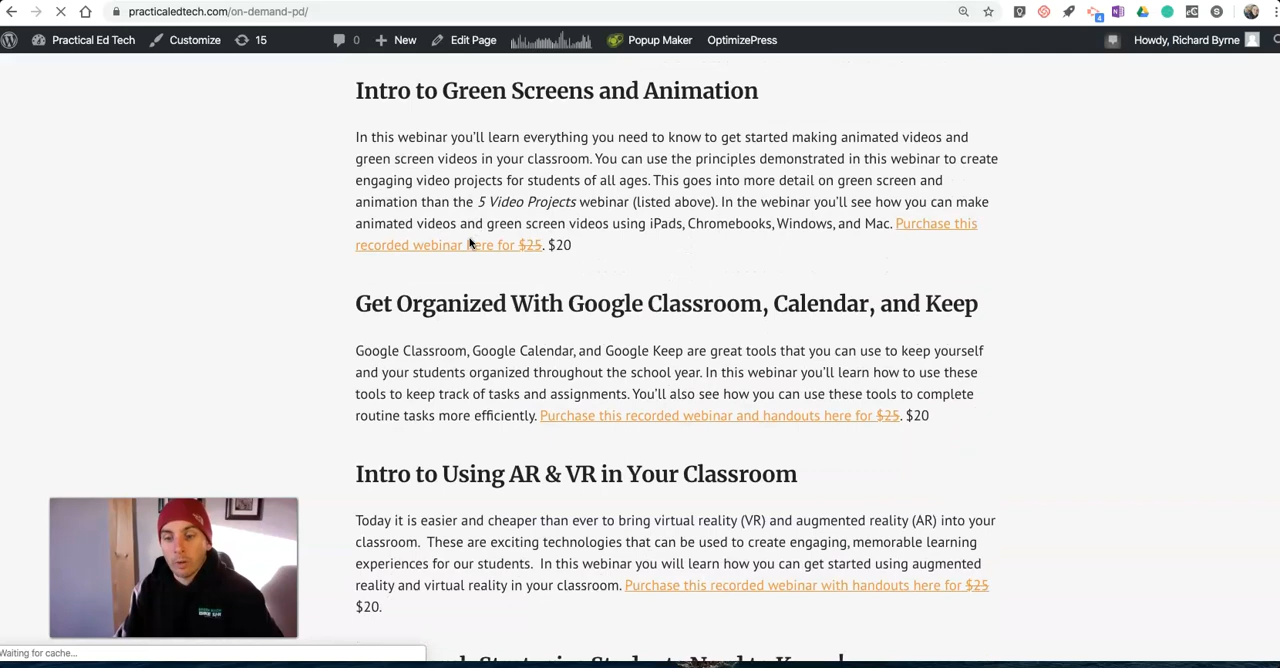 practicaledtech.com/on-demand-pd/
4
Practical Ed Tech
Customize
15
0
New
Edit Page
Popup Maker
OptimizePress
Howdy, Richard Byrne
Intro to Green Screens and Animation
In this webinar you'll learn everything you need to know to get started making animated videos and
green screen videos in your classroom. You can use the principles demonstrated in this webinar to create
engaging video projects for students of all ages. This goes into more detail on green screen and
animation than the 5 Video Projects webinar (listed above). In the webinar you'll see how you can make
animated videos and green screen videos using iPads, Chromebooks, Windows, and Mac. Purchase this
recorded webinar here for $25. $20
Get Organized With Google Classroom, Calendar, and Keep
Google Classroom, Google Calendar, and Google Keep are great tools that you can use to keep yourself
and your students organized throughout the school year. In this webinar you'll learn how to use these
tools to keep track of tasks and assignments. You'll also see how you can use these tools to complete
routine tasks more efficiently. Purchase this recorded webinar and handouts here for $25. $20
Intro to Using AR & VR in Your Classroom
Today it is easier and cheaper than ever to bring virtual reality (VR) and augmented reality (AR) into your
classroom. These are exciting technologies that can be used to create engaging, memorable learning
experiences for our students. In this webinar you will learn how you can get started using augmented
reality and virtual reality in your classroom. Purchase this recorded webinar with handouts here for $25
$20.
Waiting for cache...
Strategies Students Need to Know!